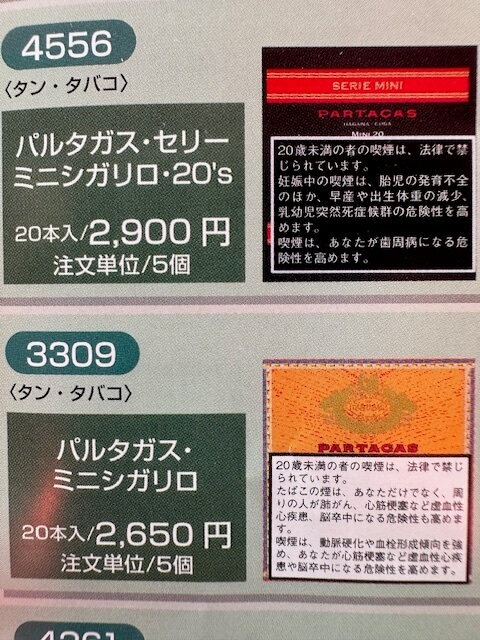 4556
〈タン・タバコ〉
パルタガス・セリー
ミニシガリロ・20's
20本入/2,900 円
注文単位/5個
SERIE MINI
PARTAGAS
HABANA - CUBA
MINI 20
20歳未満の者の喫煙は、法律で禁
じられています。
妊娠中の喫煙は、胎児の発育不全
のほか、早産や出生体重の減少、
乳幼児突然死症候群の危険性を高
めます。
喫煙は、あなたが歯周病になる危
険性を高めます。
3309
〈タン・タバコ〉
パルタガス・
ミニシガリロ
20本入/2,650 円
注文単位/5個
PARTAGAS
20歳未満の者の喫煙は、法律で禁じ
られています。
たばこの煙は、あなただけでなく、周
りの人が肺がん、心筋梗塞など虚血性
心疾患、脳卒中になる危険性も高めま
す。
喫煙は、動脈硬化や血栓形成傾向を強
め、あなたが心筋梗塞など虚血性心疾
患や脳卒中になる危険性を高めます。